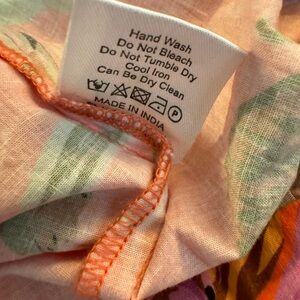 Hand Wash
Do Not Bleach
Do Not Tumble Dry
Cool Iron
Can Be Dry Clean
P
MADE IN INDIA